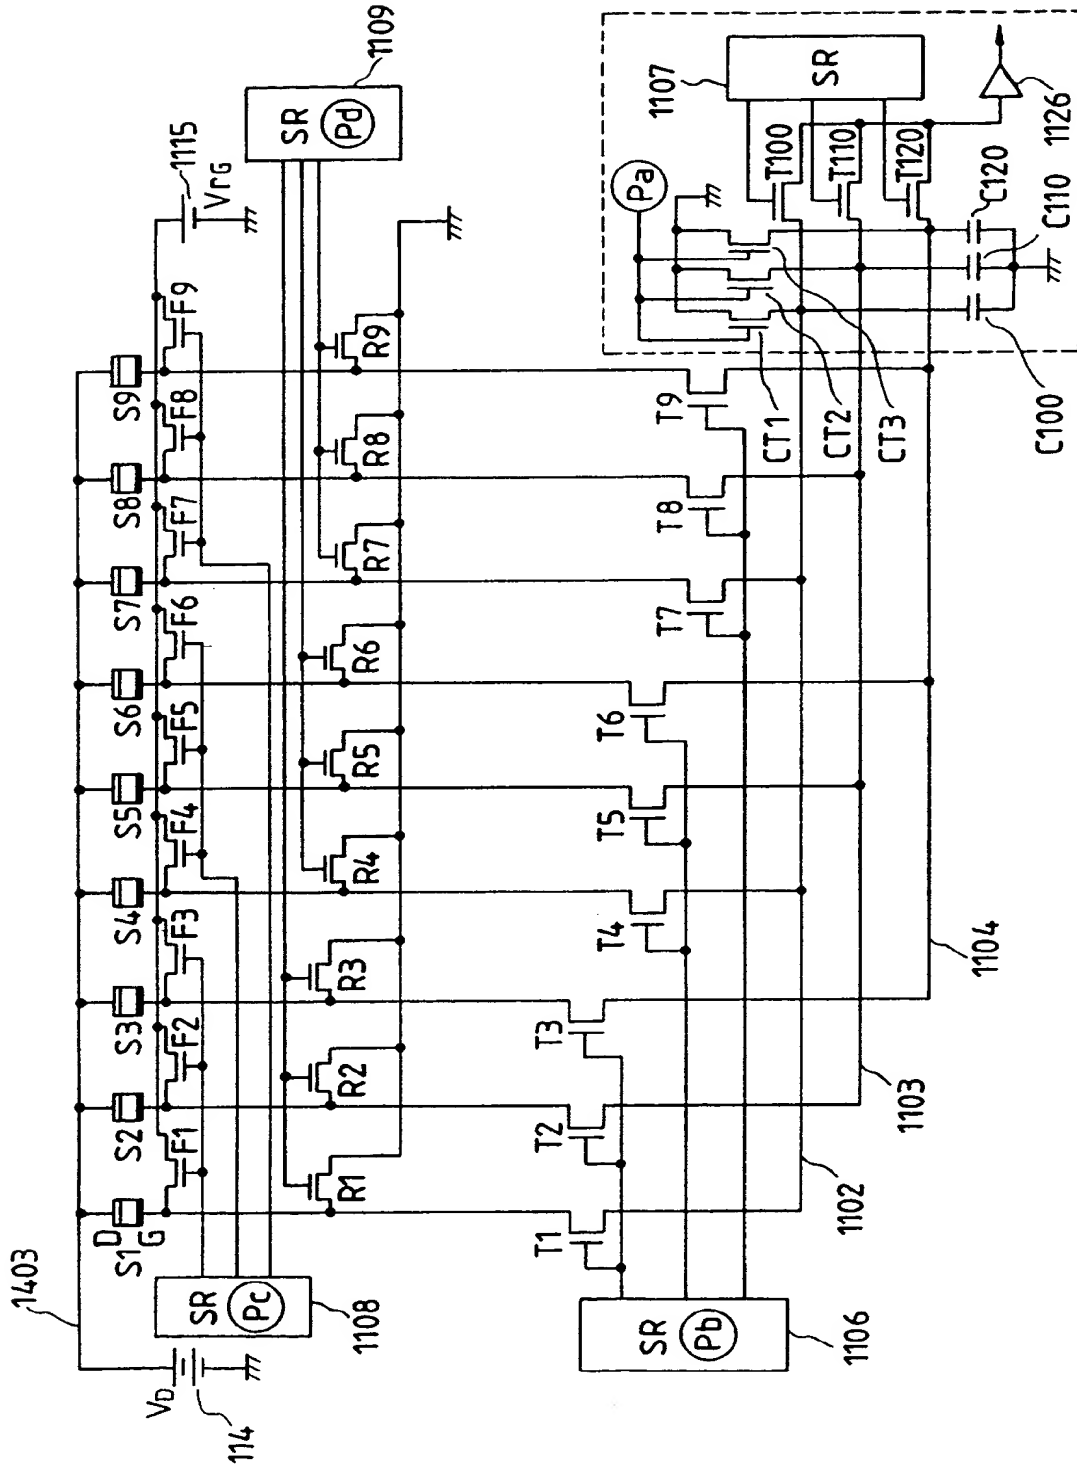 1403
VD
114
S1
D
G
S2
S3
S4
S5
S6
S7
S8
S9
F1
F2
F3
F4
F5
F6
F7
F8
F9
1115
VrG
SR
Pc
1108
SR
Pd
1109
R1
R2
R3
R4
R5
R6
R7
R8
R9
T1
T2
T3
T4
T5
T6
T7
T8
T9
SR
Pb
1106
1102
1103
1104
Pa
1107
SR
T100
T110
T120
CT1
CT2
CT3
C100
C110
C120
1126